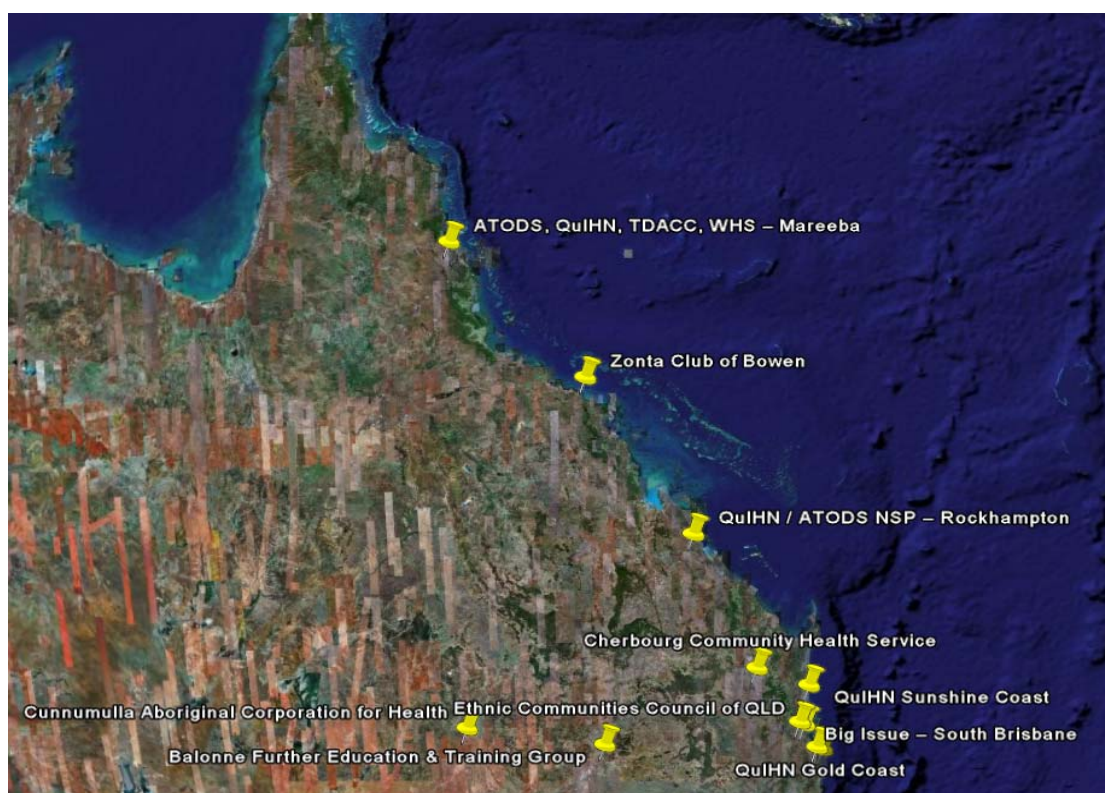 ATODS, QuIHN, TDACC, WHS – Mareeba
Zonta Club of Bowen
QuIHN / ATODS NSP – Rockhampton
Cherbourg Community Health Service
QuIHN Sunshine Coast
Cunnumulla Aboriginal Corporation for Health
Ethnic Communities Council of QLD
Big Issue – South Brisbane
Balonne Further Education & Training Group
QuIHN Gold Coast